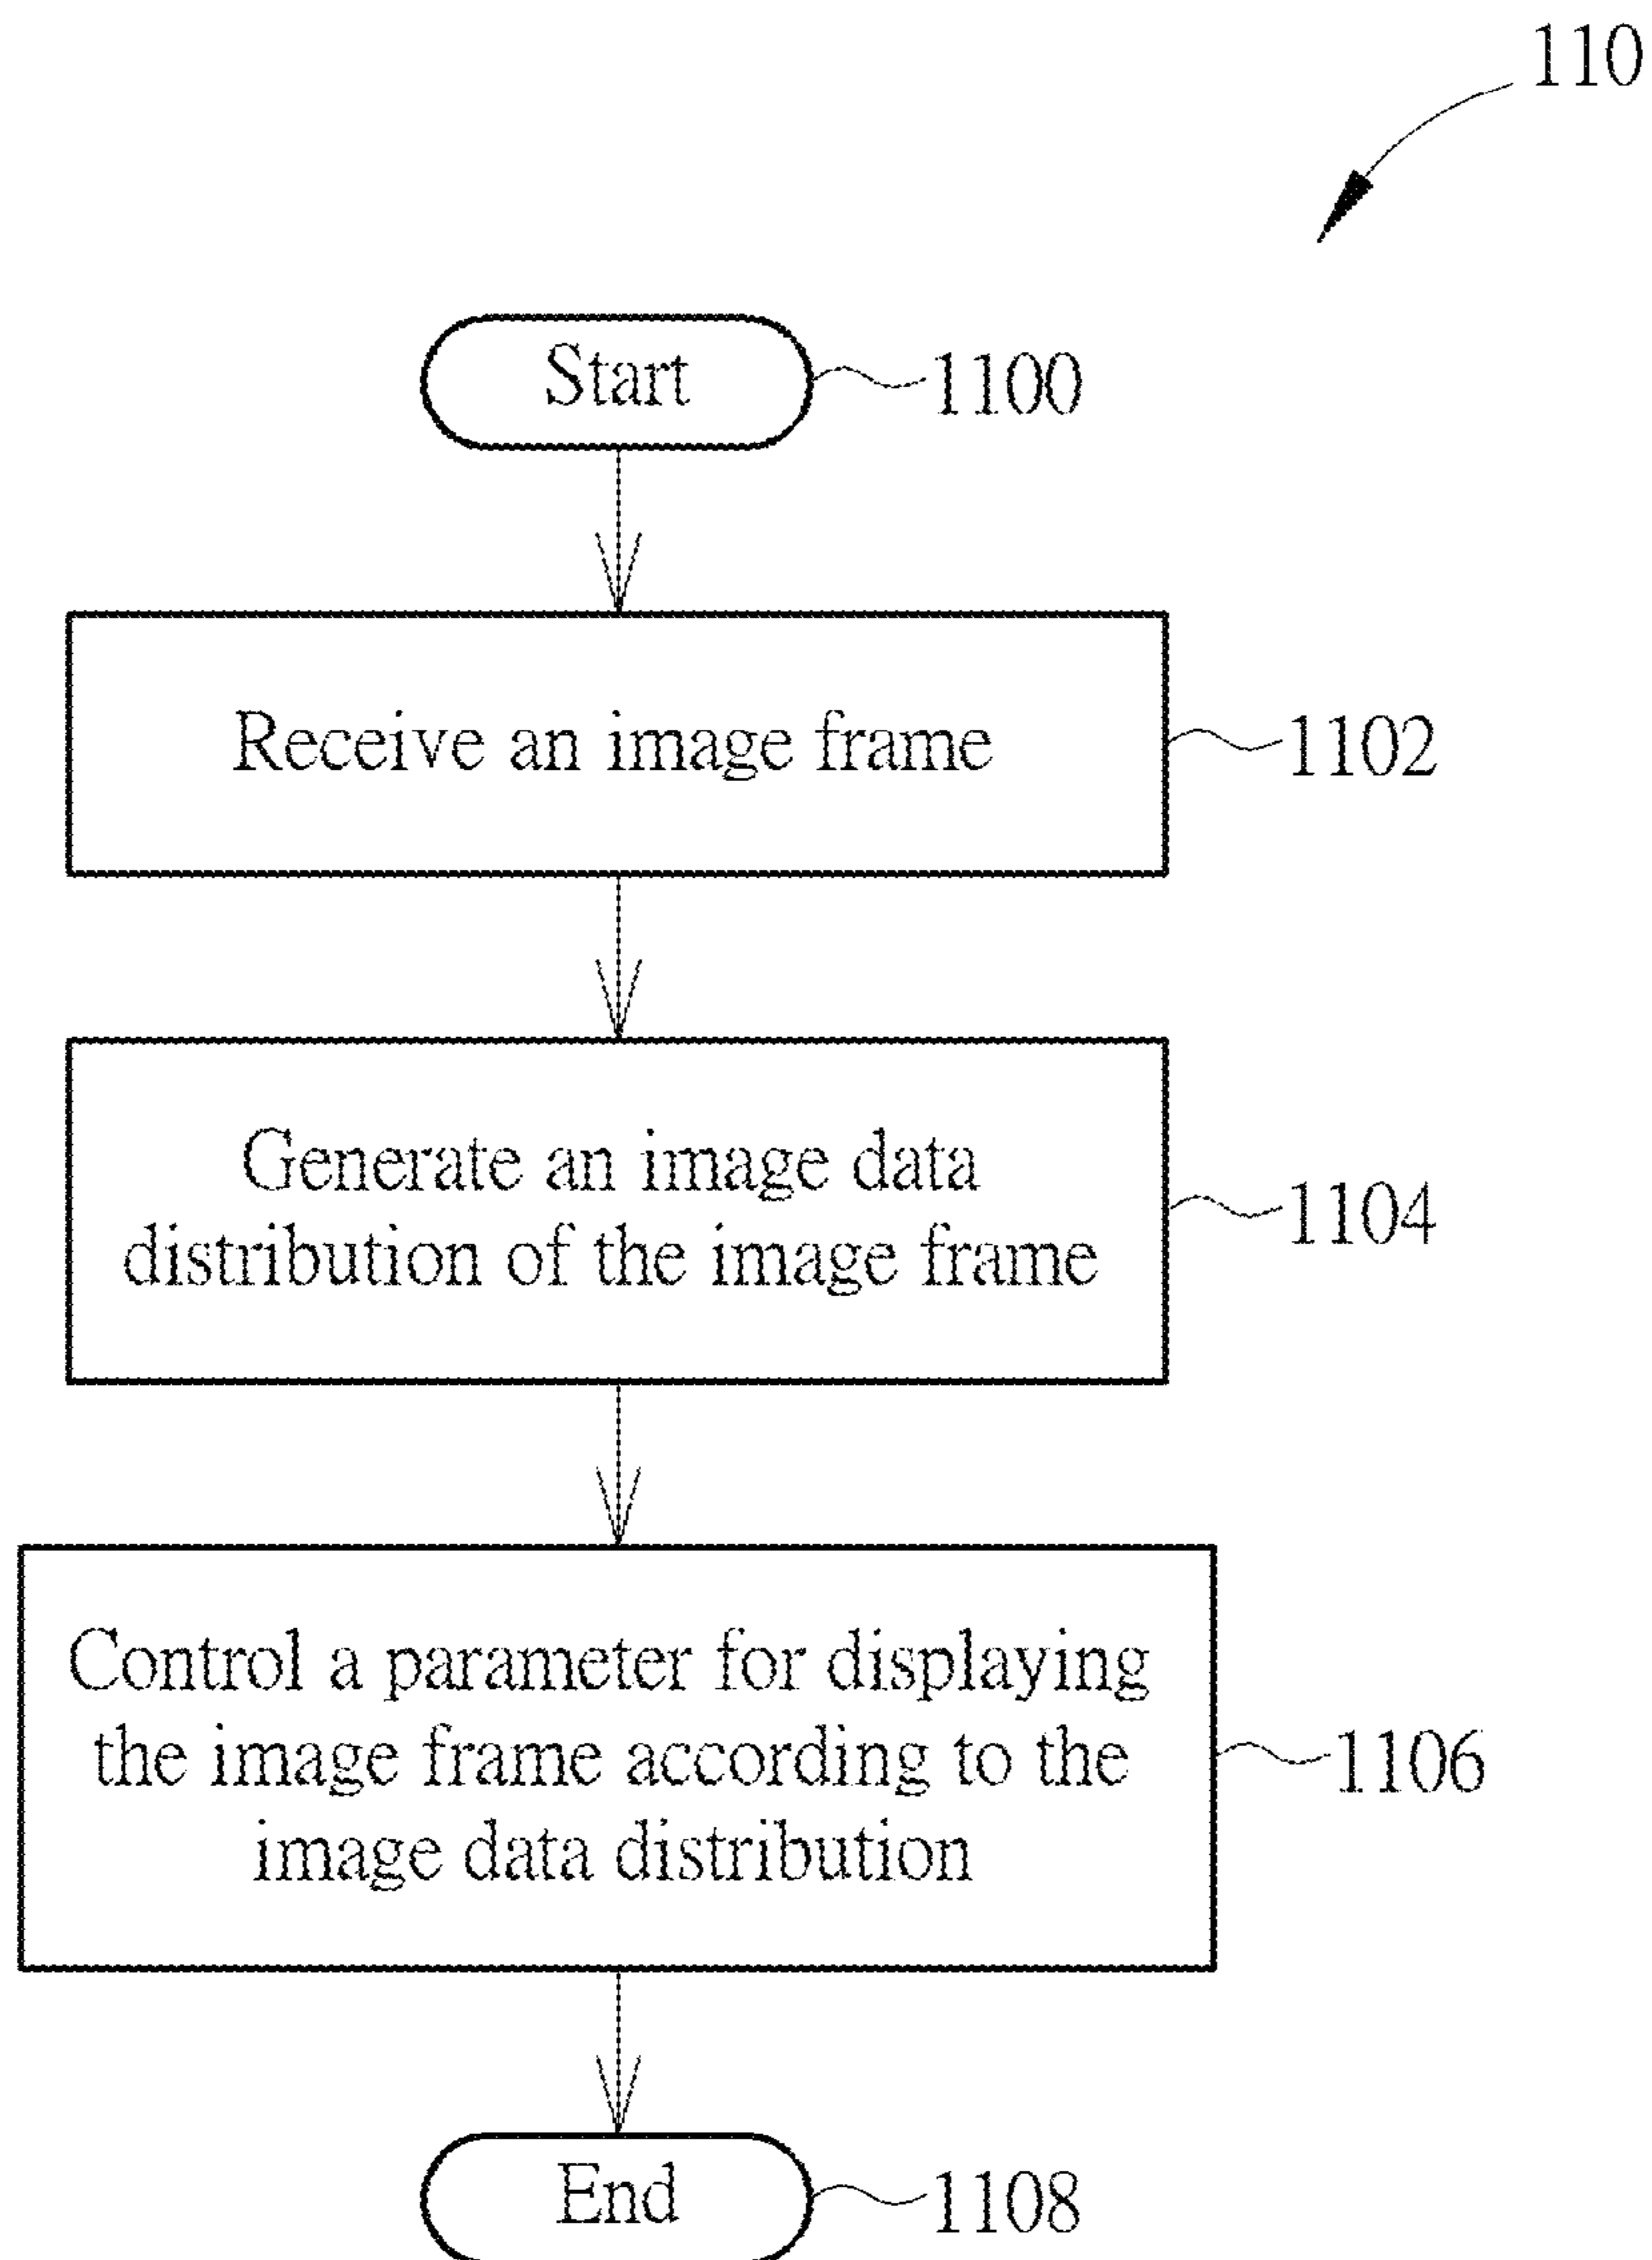 110
Start
1100
Receive an image frame
1102
Generate an image data
distribution of the image frame
1104
Control a parameter for displaying
the image frame according to the
image data distribution
1106
End
1108